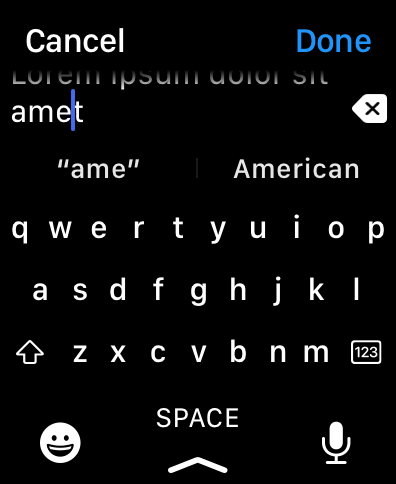 Cancel Done
Lorem ipsum dolor sit
amet
“ame” American
q w e r t y u i o p
a s d f g h j k l
z x c v b n m 123
SPACE